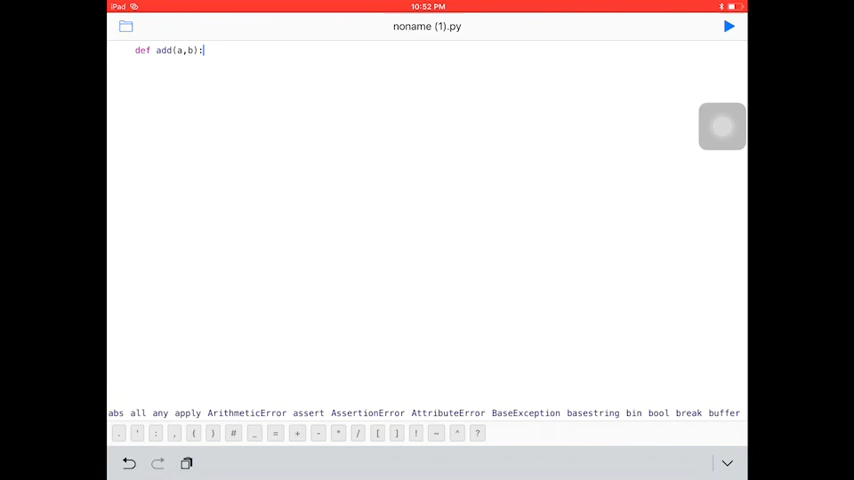 iPad 10:52 PM
noname (1).py
def add(a,b):
abs all any apply ArithmeticError assert AssertionError AttributeError BaseException basestring bin bool break buffer
. ' : , ( ) # _ = + - * / [ ] ! ~ ^ ?